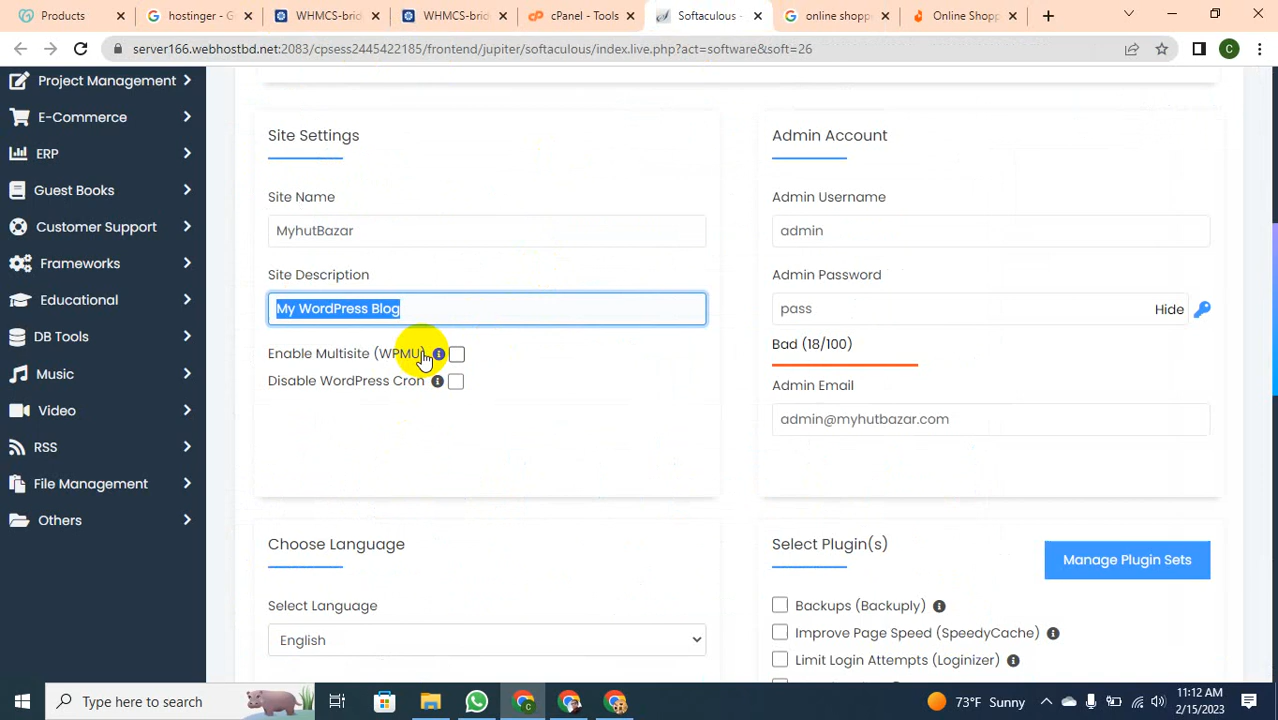 Products
hostinger - G
WHMCS-brid
WHMCS-brid
cPanel - Tools
Softaculous -
online shopp
Online Shopp
server166.webhostbd.net:2083/cpsess2445422185/frontend/jupiter/softaculous/index.live.php?act=software&soft=26
C
Project Management
E-Commerce
ERP
Guest Books
Customer Support
Frameworks
Educational
DB Tools
Music
Video
RSS
File Management
Others
Site Settings
Site Name
MyhutBazar
Site Description
My WordPress Blog
Enable Multisite (WPMU)
Disable WordPress Cron
Admin Account
Admin Username
admin
Admin Password
pass
Hide
Bad (18/100)
Admin Email
admin@myhutbazar.com
Choose Language
Select Language
English
Select Plugin(s)
Manage Plugin Sets
Backups (Backuply)
Improve Page Speed (SpeedyCache)
Limit Login Attempts (Loginizer)
Type here to search
73°F Sunny
11:12 AM
2/15/2023